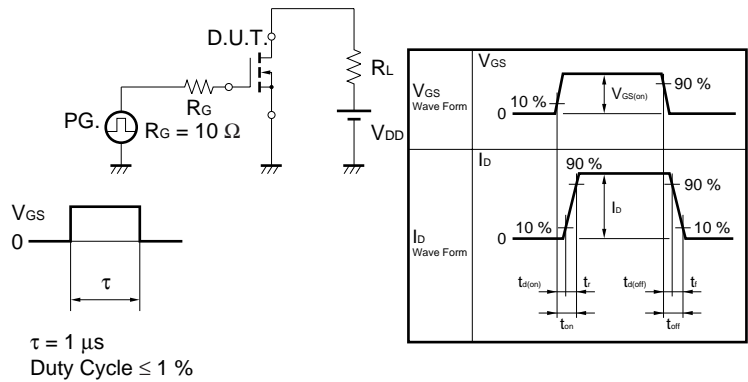 D.U.T.
RL
RG
PG.
RG = 10 Ω
VDD
VGS
0
τ
τ = 1 μs
Duty Cycle ≤ 1 %
VGS
Wave Form
VGS
10 %
0
VGS(on)
90 %
ID
Wave Form
ID
90 %
90 %
10 %
0
ID
10 %
td(on)
tr
td(off)
tf
ton
toff